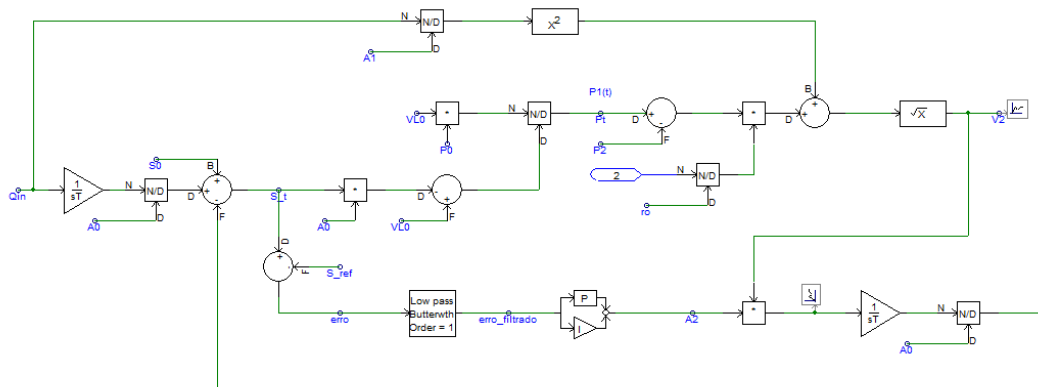 N
N/D
D
A1
X²
B
+
+
D
√X
V2
VL0
*
P0
N
N/D
D
P1(t)
Pt
D
+
-
F
P2
*
2
N
N/D
D
ro
S0
B
Qin
1
sT
N
N/D
D
A0
D
+
+
-
F
S_t
*
A0
D
-
+
F
VL0
D
+
-
F
S_ref
erro
Low pass
Butterwth
Order = 1
erro_filtrado
P
I
A2
*
1
sT
N
N/D
D
A0